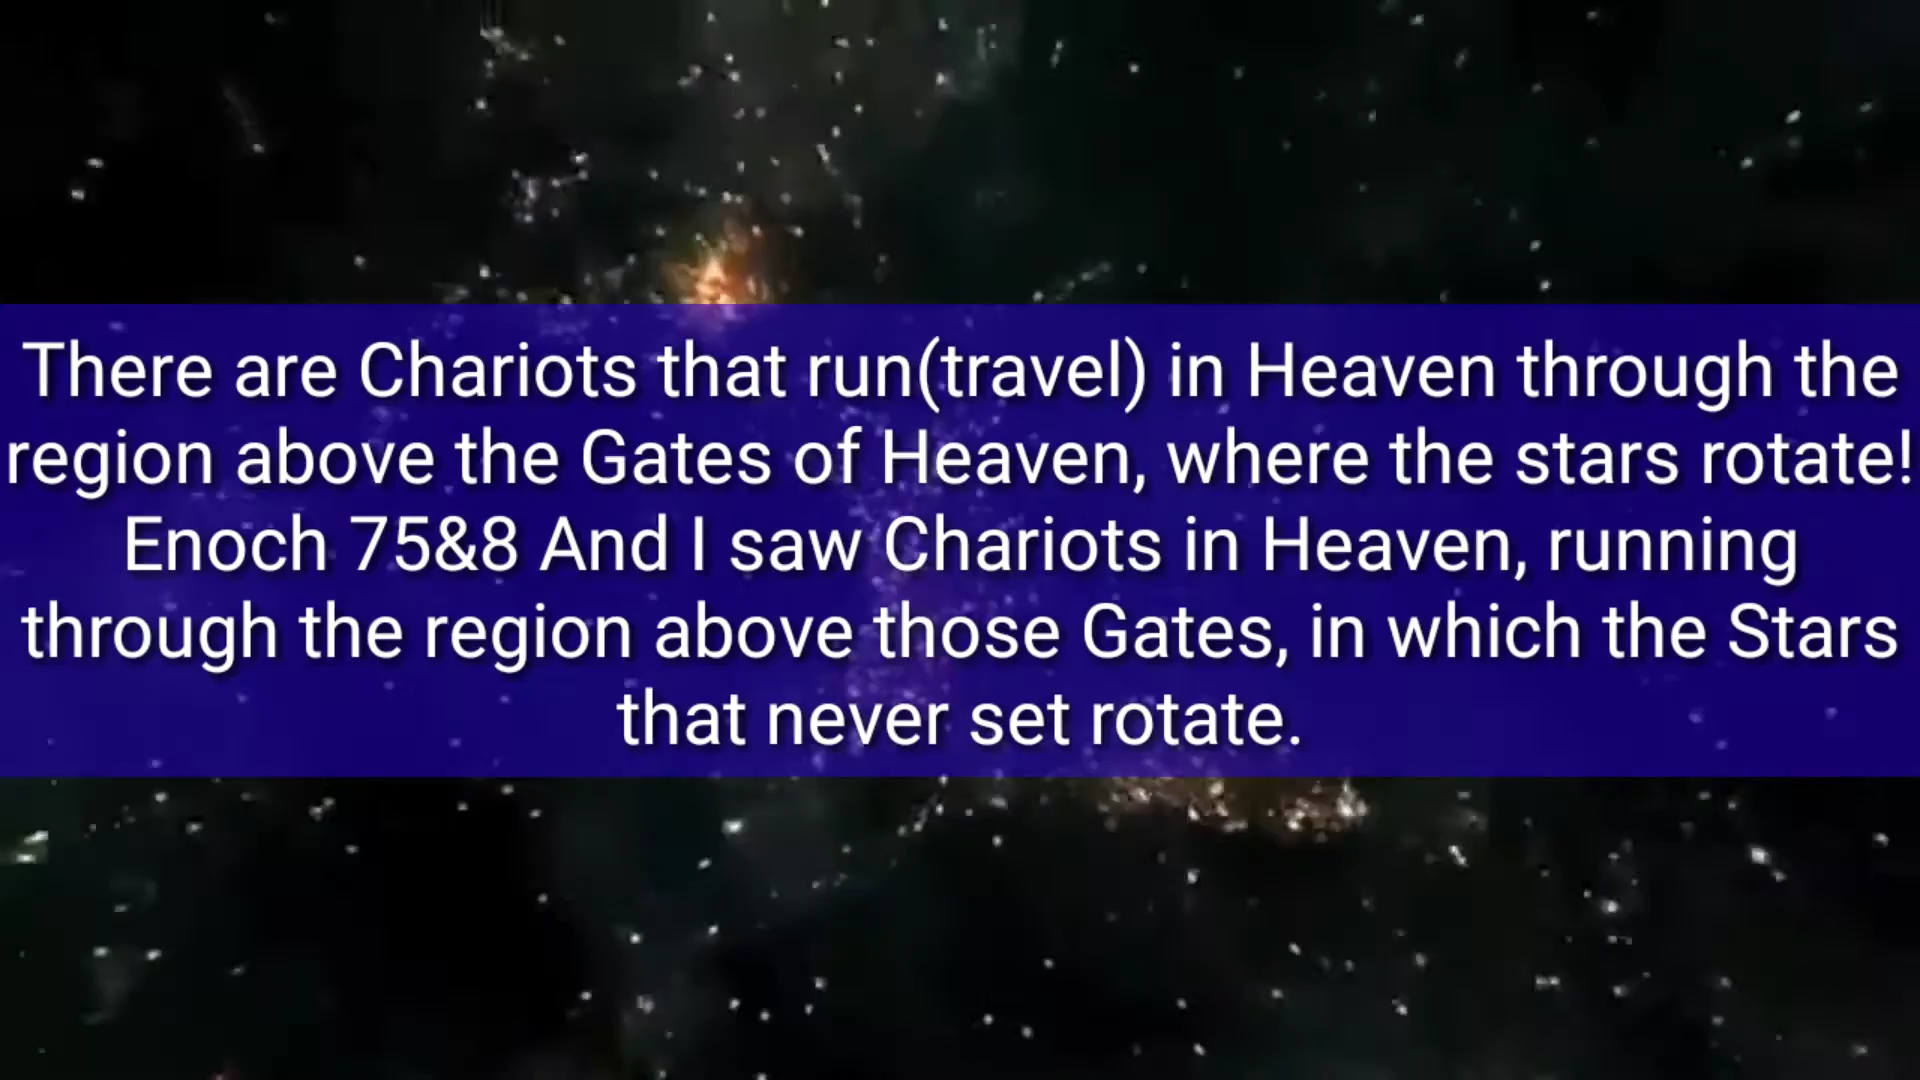 There are Chariots that run(travel) in Heaven through the
region above the Gates of Heaven, where the stars rotate!
Enoch 75&8 And I saw Chariots in Heaven, running
through the region above those Gates, in which the Stars
that never set rotate.